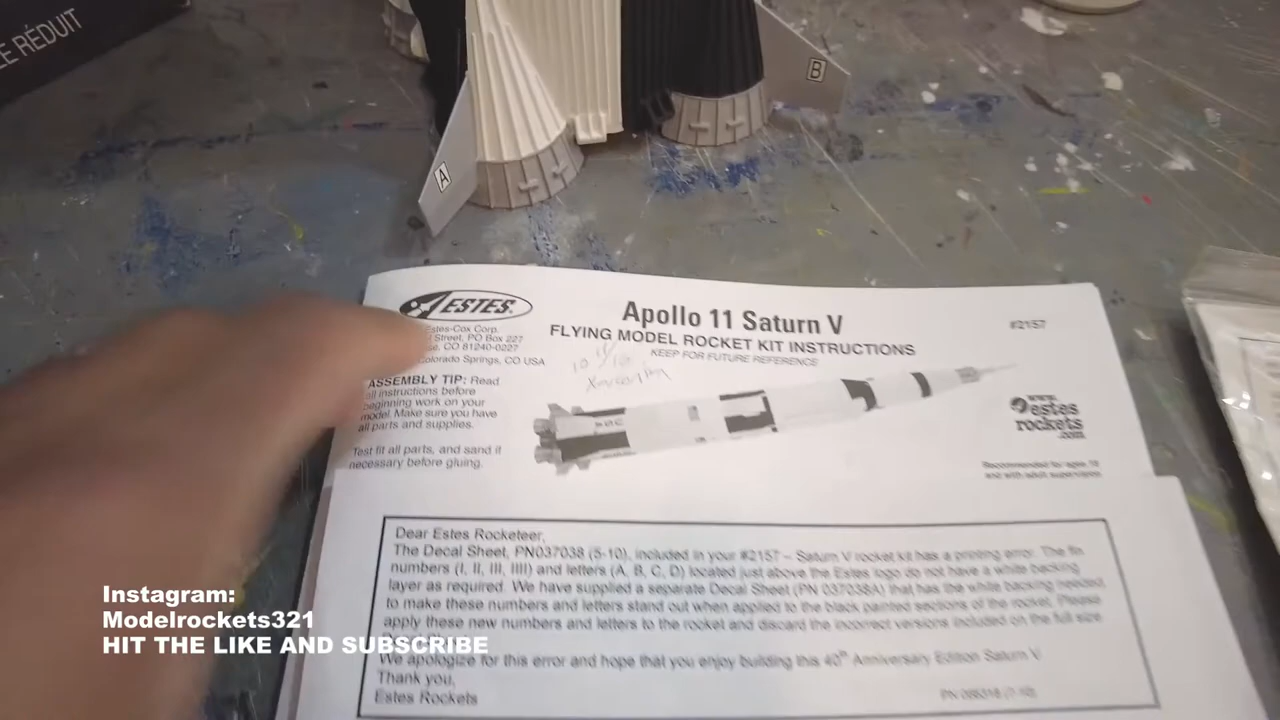 LE RÉDUIT
B
A
ESTES
Apollo 11 Saturn V
#2157
FLYING MODEL ROCKET KIT INSTRUCTIONS
KEEP FOR FUTURE REFERENCE
Estes-Cox Corp.
Street, PO Box 227
CO 81240-0227
Colorado Springs, CO USA
ASSEMBLY TIP: Read
all instructions before
beginning work on your
model. Make sure you have
all parts and supplies.
Test fit all parts, and sand if
necessary before gluing.
www.
estes
rockets
.com
Recommended for ages
and with adult supervision
Dear Estes Rocketeer,
The Decal Sheet, PN037038 (5-10), included in your #2157 – Saturn V rocket kit has a printing error. The fin
numbers (I, II, III, IIII) and letters (A, B, C, D) located just above the Estes logo do not have a white backing
layer as required. We have supplied a separate Decal Sheet (PN 037038A) that has the white backing needed
to make these numbers and letters stand out when applied to the black painted sections of the rocket. Please
apply these new numbers and letters to the rocket and discard the incorrect versions included on the full size
We apologize for this error and hope that you enjoy building this 40th Anniversary Edition Saturn V.
Thank you,
Estes Rockets
Instagram:
Modelrockets321
HIT THE LIKE AND SUBSCRIBE